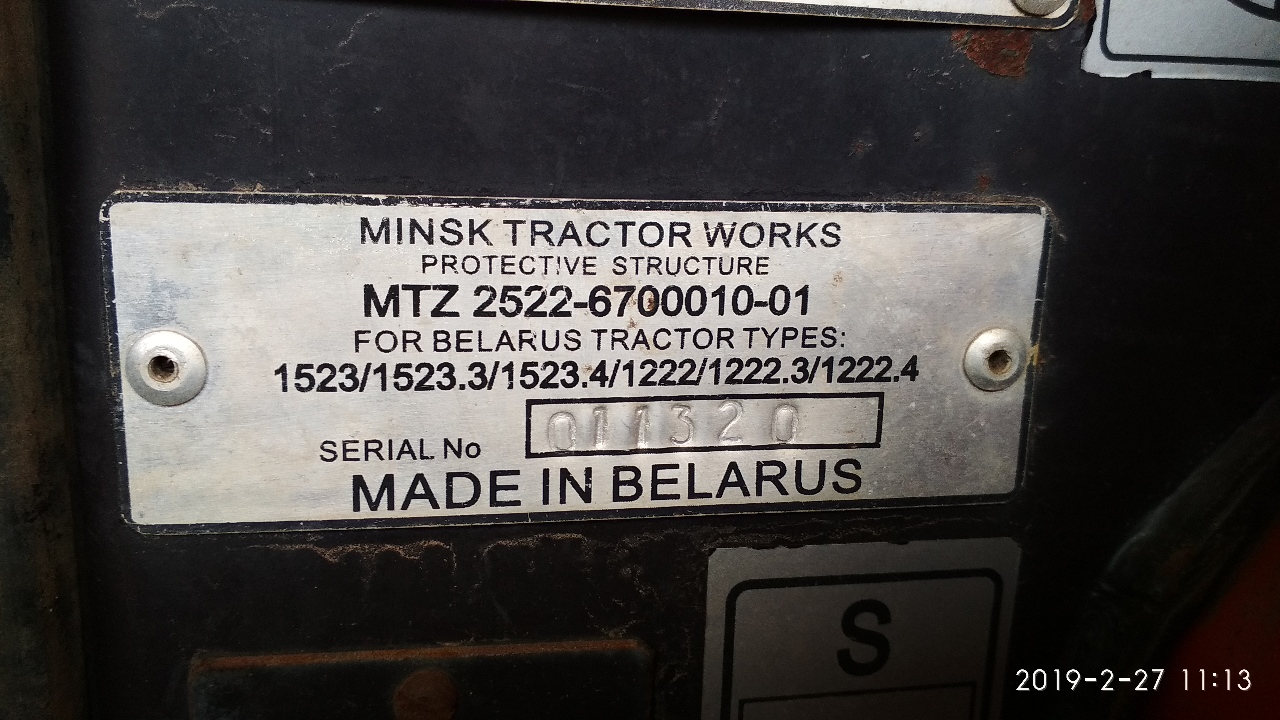 MINSK TRACTOR WORKS
PROTECTIVE STRUCTURE
MTZ 2522-6700010-01
FOR BELARUS TRACTOR TYPES:
1523/1523.3/1523.4/1222/1222.3/1222.4
SERIAL No 011320
MADE IN BELARUS
S
2019-2-27 11:13